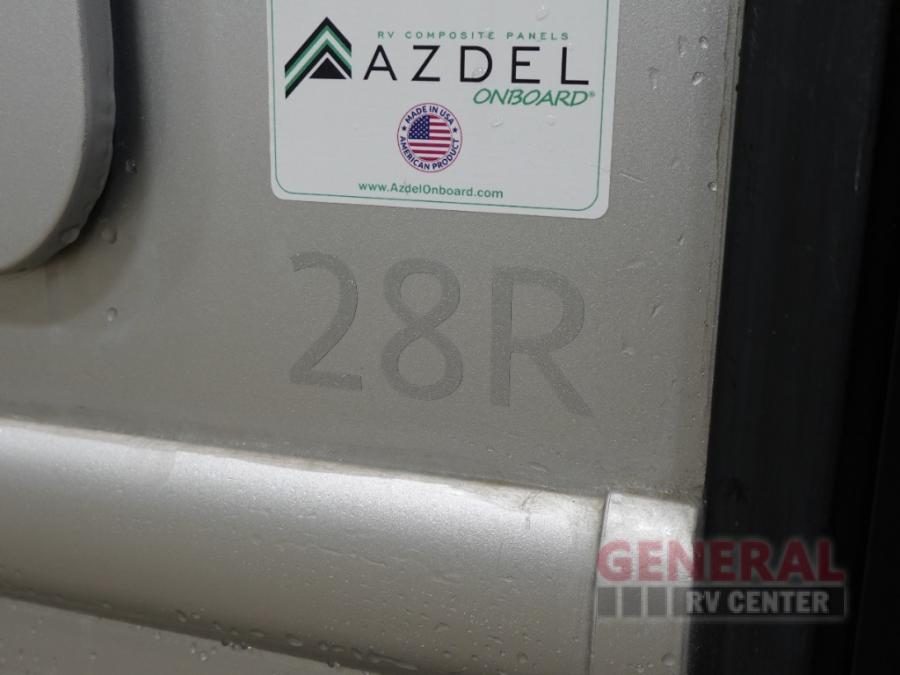 RV COMPOSITE PANELS
AZDEL
ONBOARD®
MADE IN USA
AMERICAN PRODUCT
www.AzdelOnboard.com
28R
GENERAL
RV CENTER